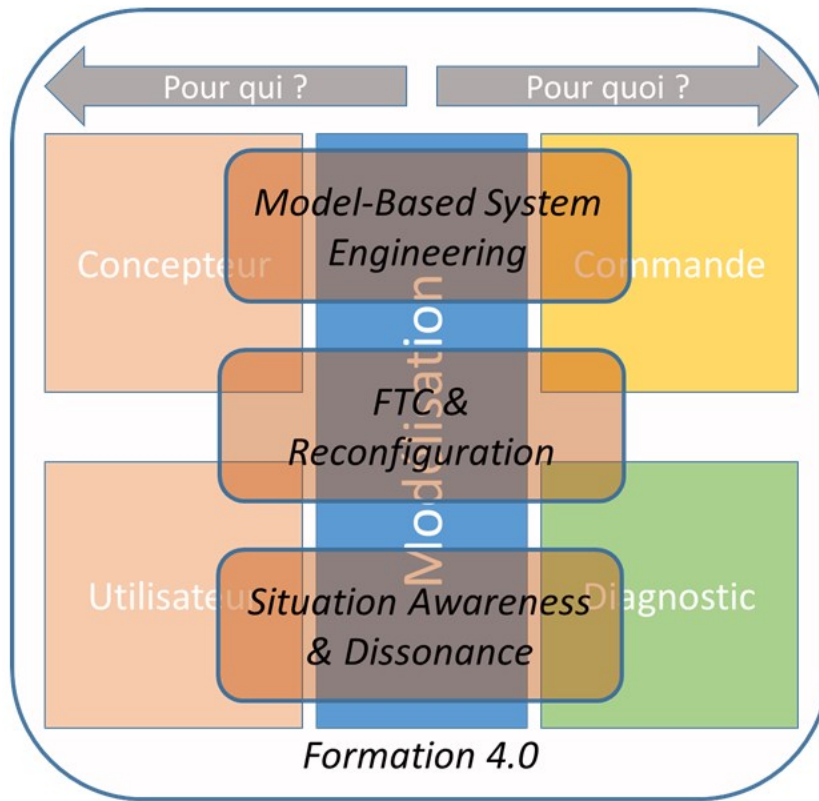 Pour qui ?
Pour quoi ?
Model-Based System
Engineering
Concepteur
Commande
Modélisation
FTC &
Reconfiguration
Utilisateur
Situation Awareness
& Dissonance
Diagnostic
Formation 4.0